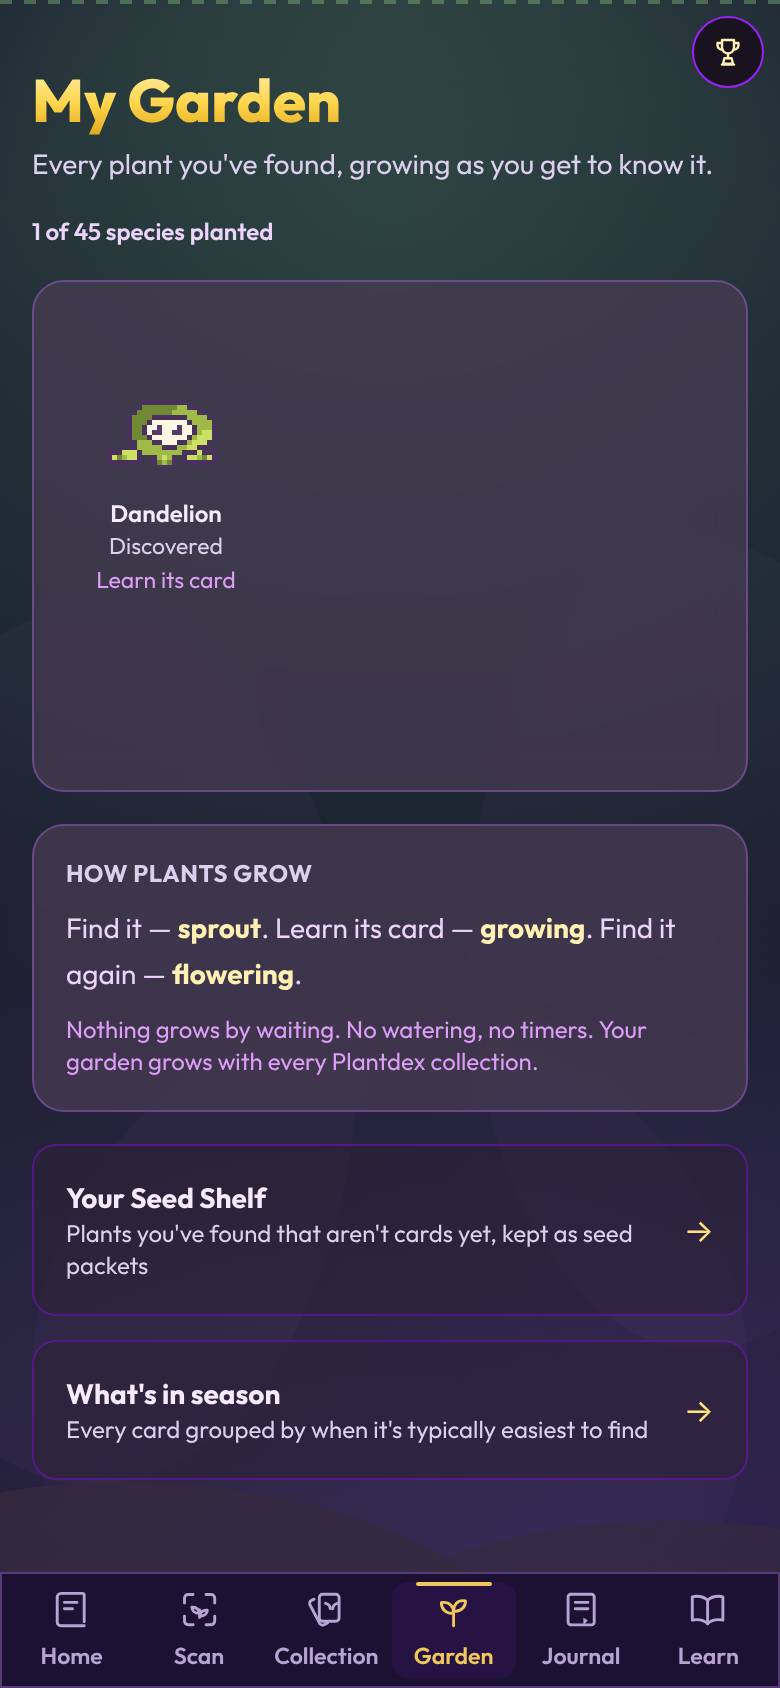 My Garden
Every plant you've found, growing as you get to know it.
1 of 45 species planted
Dandelion
Discovered
Learn its card
HOW PLANTS GROW
Find it — sprout. Learn its card — growing. Find it
again — flowering.
Nothing grows by waiting. No watering, no timers. Your
garden grows with every Plantdex collection.
Your Seed Shelf
Plants you've found that aren't cards yet, kept as seed
packets
What's in season
Every card grouped by when it's typically easiest to find
Home
Scan
Collection
Garden
Journal
Learn